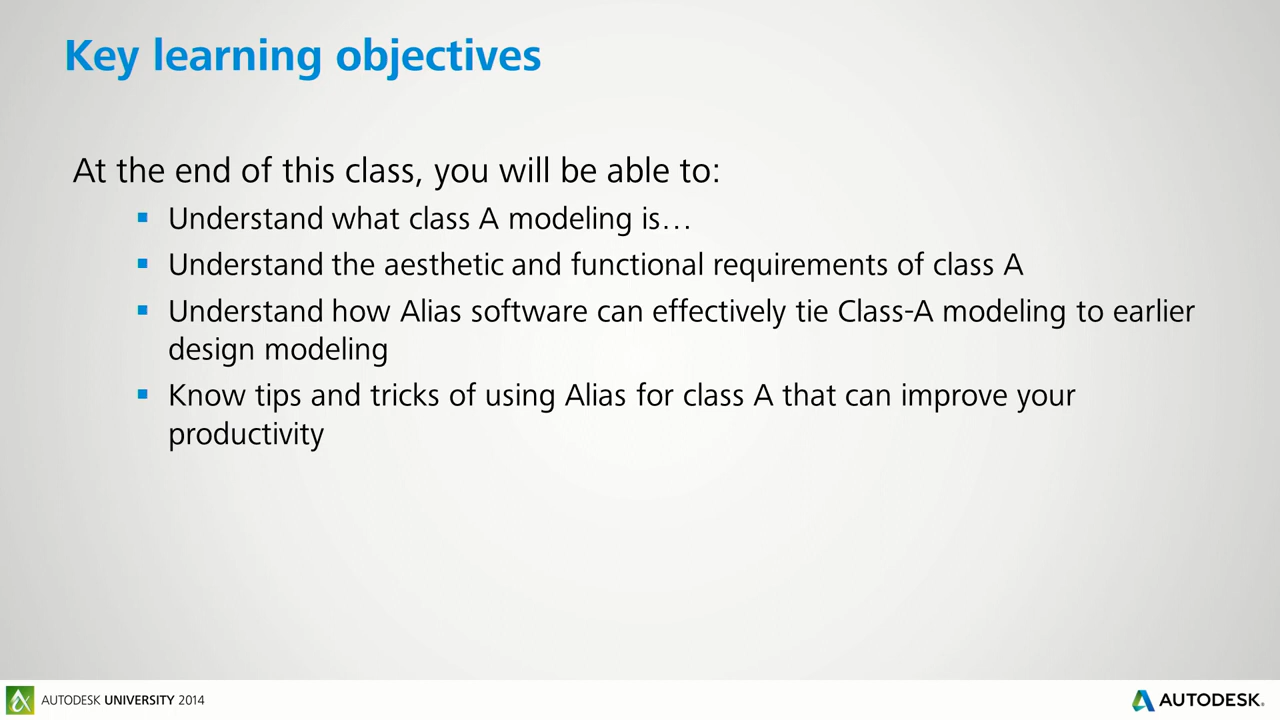 Key learning objectives
At the end of this class, you will be able to:
▪ Understand what class A modeling is…
▪ Understand the aesthetic and functional requirements of class A
▪ Understand how Alias software can effectively tie Class-A modeling to earlier
design modeling
▪ Know tips and tricks of using Alias for class A that can improve your
productivity
AUTODESK UNIVERSITY 2014
AUTODESK®